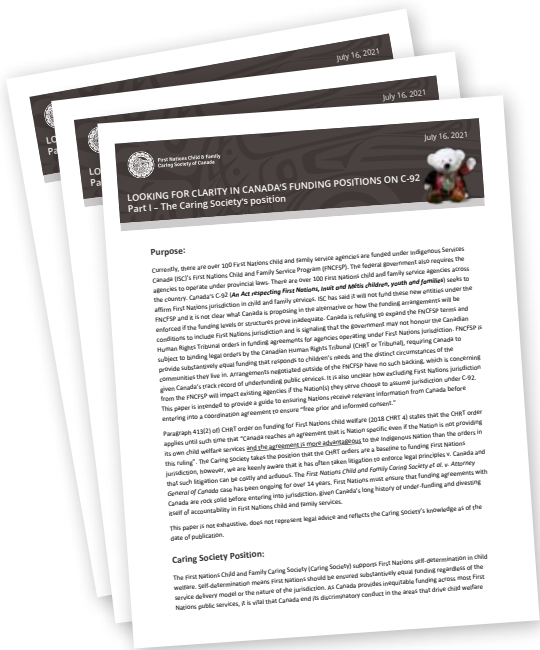 July 16, 2021
LO
Pa
July 16, 2021
LO
Pa
July 16, 2021
First Nations Child & Family
Caring Society of Canada
LOOKING FOR CLARITY IN CANADA'S FUNDING POSITIONS ON C-92
Part I – The Caring Society's position
Purpose:
Currently, there are over 100 First Nations child and family service agencies are funded under Indigenous Services
Canada (ISC)'s First Nations Child and Family Service Program (FNCFSP). The federal government also requires the
agencies to operate under provincial laws. There are over 100 First Nations child and family service agencies across
the country. Canada's C-92 (An Act respecting First Nations, Inuit and Métis children, youth and families) seeks to
affirm First Nations jurisdiction in child and family services. ISC has said it will not fund these new entities under the
FNCFSP and it is not clear what Canada is proposing in the alternative or how the funding arrangements will be
enforced if the funding levels or structures prove inadequate. Canada is refusing to expand the FNCFSP terms and
conditions to include First Nations jurisdiction and is signaling that the government may not honour the Canadian
Human Rights Tribunal orders in funding arrangements for agencies operating under First Nations jurisdiction. FNCFSP is
subject to binding legal orders by the Canadian Human Rights Tribunal (CHRT or Tribunal), requiring Canada to
provide substantively equal funding that responds to children's needs and the distinct circumstances of the
communities they live in. Arrangements negotiated outside of the FNCFSP have no such backing, which is concerning
given Canada's track record of underfunding public services. It is also unclear how excluding First Nations jurisdiction
from the FNCFSP will impact existing agencies if the Nation(s) they serve choose to assume jurisdiction under C-92.
This paper is intended to provide a guide to ensuring Nations receive relevant information from Canada before
entering into a coordination agreement to ensure "free prior and informed consent."
Paragraph 413(2) of CHRT order on funding for First Nations child welfare (2018 CHRT 4) states that the CHRT order
applies until such time that "Canada reaches an agreement that is Nation specific even if the Nation is not providing
its own child welfare services and the agreement is more advantageous to the Indigenous Nation than the orders in
this ruling". The Caring Society takes the position that the CHRT orders are a baseline to funding First Nations
jurisdiction, however, we are keenly aware that it has often taken litigation to enforce legal principles v. Canada and
that such litigation can be costly and arduous. The First Nations Child and Family Caring Society et al. v. Attorney
General of Canada case has been ongoing for over 14 years. First Nations must ensure that funding agreements with
Canada are rock solid before entering into jurisdiction, given Canada's long history of under-funding and divesting
itself of accountability in First Nations child and family services.
This paper is not exhaustive, does not represent legal advice and reflects the Caring Society's knowledge as of the
date of publication.
Caring Society Position:
The First Nations Child and Family Caring Society (Caring Society) supports First Nations self-determination in child
welfare. Self-determination means First Nations should be ensured substantively equal funding regardless of the
service delivery model or the nature of the jurisdiction. As Canada provides inequitable funding across most First
Nations public services, it is vital that Canada end its discriminatory conduct in the areas that drive child welfare